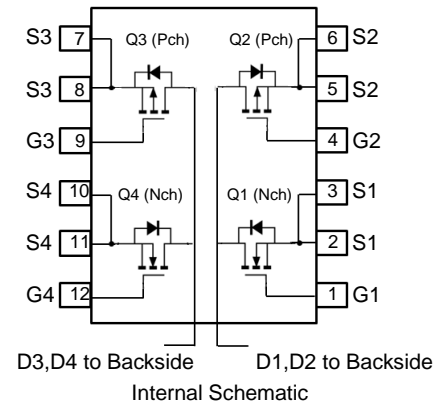 S3 7 Q3 (Pch) Q2 (Pch) 6 S2
S3 8 5 S2
G3 9 4 G2
S4 10 Q4 (Nch) Q1 (Nch) 3 S1
S4 11 2 S1
G4 12 1 G1
D3,D4 to Backside D1,D2 to Backside
Internal Schematic